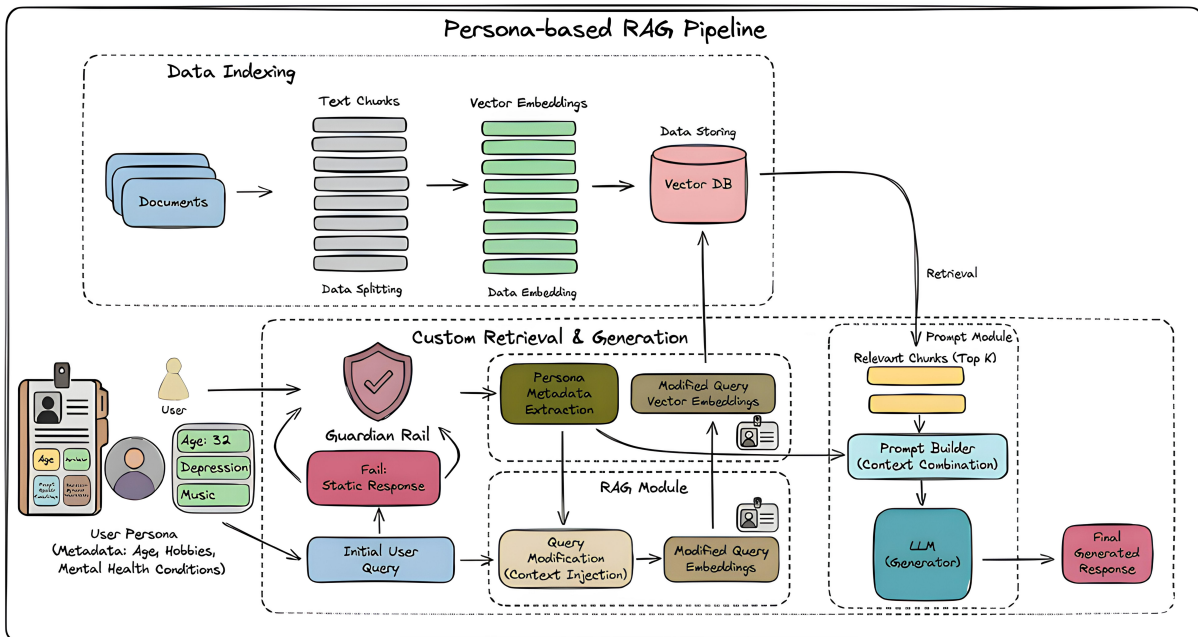 Persona-based RAG Pipeline
Data Indexing
Text Chunks
Vector Embeddings
Data Storing
Documents
Vector DB
Data Splitting
Data Embedding
Retrieval
Custom Retrieval & Generation
Prompt Module
Relevant Chunks (Top K)
User
Guardian Rail
Persona
Metadata
Extraction
Modified Query
Vector Embeddings
Age: 32
Depression
Music
Age
Fail:
Static Response
RAG Module
Prompt Builder
(Context Combination)
User Persona
(Metadata: Age, Hobbies,
Mental Health Conditions)
Initial User
Query
Query
Modification
(Context Injection)
Modified Query
Embeddings
LLM
(Generator)
Final
Generated
Response